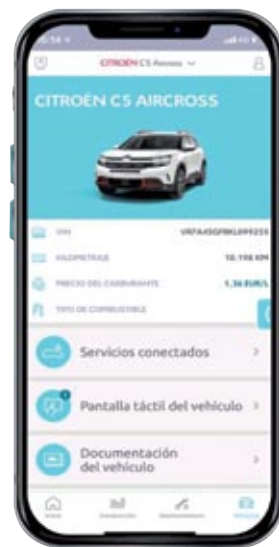 CITROËN C5 Aircross
CITROËN C5 AIRCROSS
VIN
KILOMETRAJE 10.198 KM
PRECIO DEL CARBURANTE 1,36 EUR/L
TIPO DE COMBUSTIBLE
Servicios conectados
Pantalla táctil del vehículo
Documentación
del vehículo